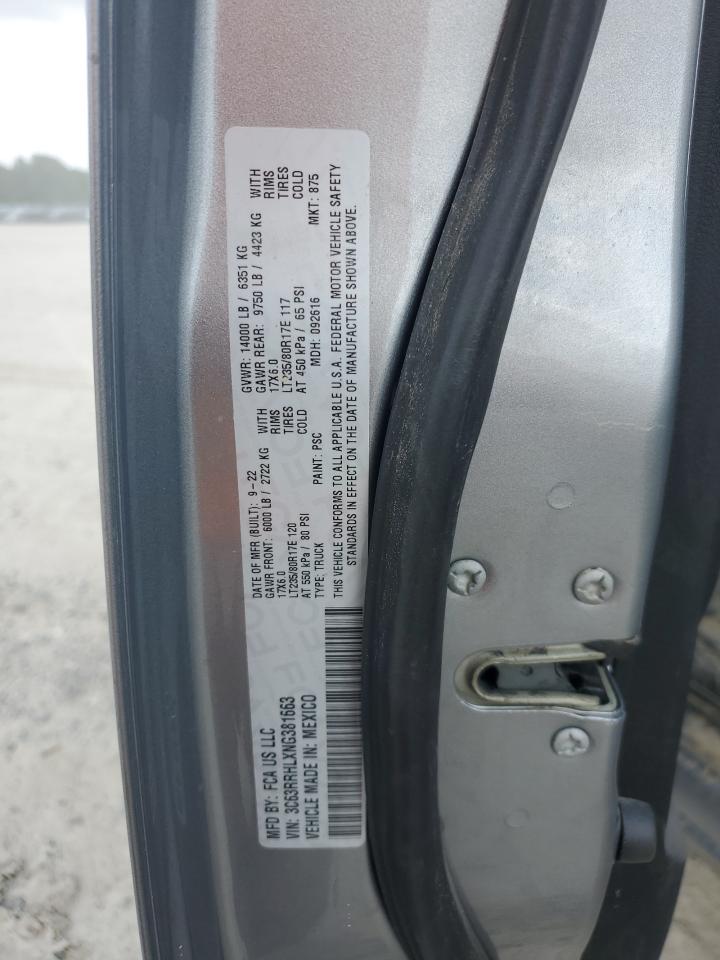 MFD BY: FCA US LLC
VIN: 3C63RRHLXNG381663
VEHICLE MADE IN: MEXICO
DATE OF MFR (BUILT): 9-22
GVWR: 14000 LB / 6351 KG
GAWR FRONT: 6000 LB / 2722 KG WITH
17X6.0 RIMS
LT235/80R17E 120 TIRES
AT 550 kPa / 80 PSI COLD
GAWR REAR: 9750 LB / 4423 KG WITH
17X6.0 RIMS
LT235/80R17E 117 TIRES
AT 450 kPa / 65 PSI COLD
TYPE: TRUCK PAINT: PSC MDH: 092616 MKT: 875
THIS VEHICLE CONFORMS TO ALL APPLICABLE U.S.A. FEDERAL MOTOR VEHICLE SAFETY
STANDARDS IN EFFECT ON THE DATE OF MANUFACTURE SHOWN ABOVE.